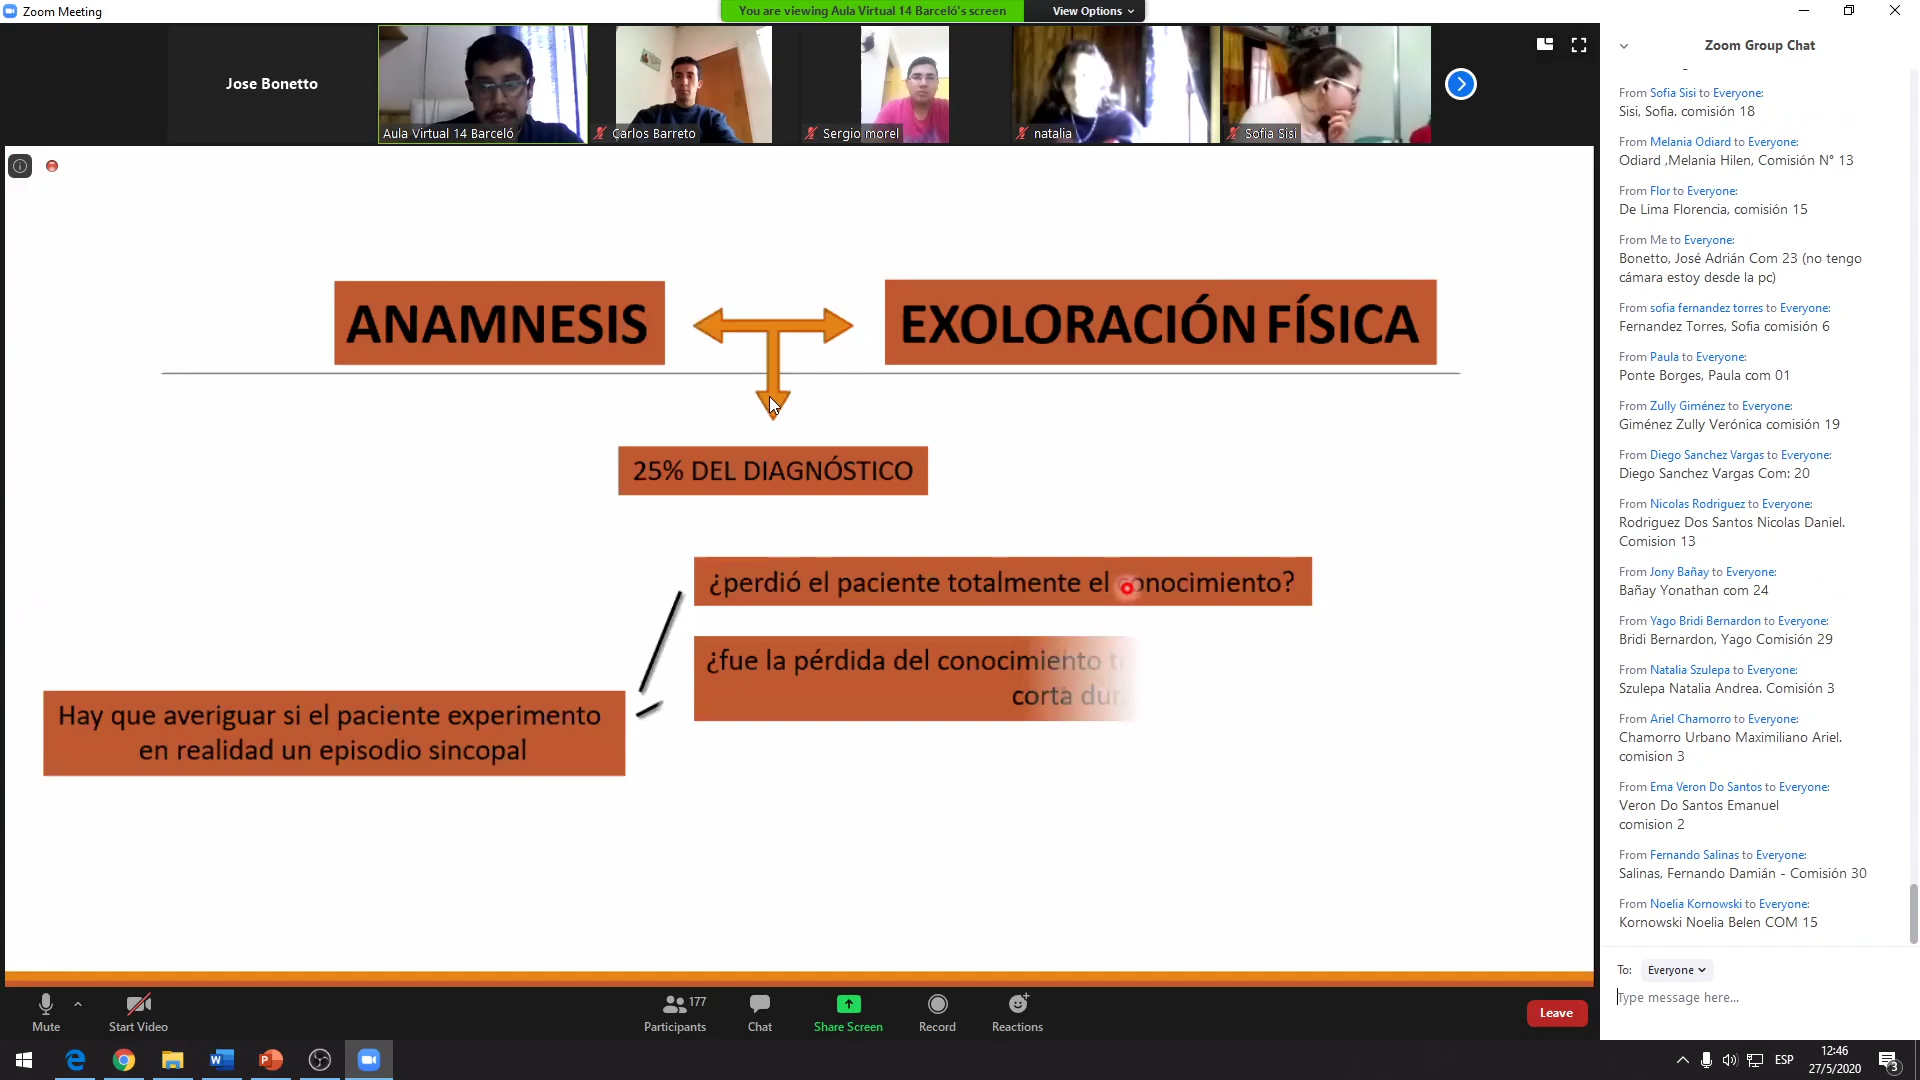 Zoom Meeting
You are viewing Aula Virtual 14 Barceló's screen
View Options
Jose Bonetto
Aula Virtual 14 Barceló
Carlos Barreto
Sergio morel
natalia
Sofia Sisi
ANAMNESIS
EXOLORACIÓN FÍSICA
25% DEL DIAGNÓSTICO
¿perdió el paciente totalmente el conocimiento?
¿fue la pérdida del conocimiento
corta
Hay que averiguar si el paciente experimento
en realidad un episodio sincopal
Zoom Group Chat
From Sofia Sisi to Everyone:
Sisi, Sofia. comisión 18
From Melania Odiard to Everyone:
Odiard ,Melania Hilen, Comisión N° 13
From Flor to Everyone:
De Lima Florencia, comisión 15
From Me to Everyone:
Bonetto, José Adrián Com 23 (no tengo
cámara estoy desde la pc)
From sofia fernandez torres to Everyone:
Fernandez Torres, Sofia comisión 6
From Paula to Everyone:
Ponte Borges, Paula com 01
From Zully Giménez to Everyone:
Giménez Zully Verónica comisión 19
From Diego Sanchez Vargas to Everyone:
Diego Sanchez Vargas Com: 20
From Nicolas Rodriguez to Everyone:
Rodriguez Dos Santos Nicolas Daniel.
Comision 13
From Jony Bañay to Everyone:
Bañay Yonathan com 24
From Yago Bridi Bernardon to Everyone:
Bridi Bernardon, Yago Comisión 29
From Natalia Szulepa to Everyone:
Szulepa Natalia Andrea. Comisión 3
From Ariel Chamorro to Everyone:
Chamorro Urbano Maximiliano Ariel.
comision 3
From Ema Veron Do Santos to Everyone:
Veron Do Santos Emanuel
comision 2
From Fernando Salinas to Everyone:
Salinas, Fernando Damián - Comisión 30
From Noelia Kornowski to Everyone:
Kornowski Noelia Belen COM 15
To: Everyone
Type message here...
Mute
Start Video
177
Participants
Chat
Share Screen
Record
Reactions
Leave
ESP
12:46
27/5/2020
3